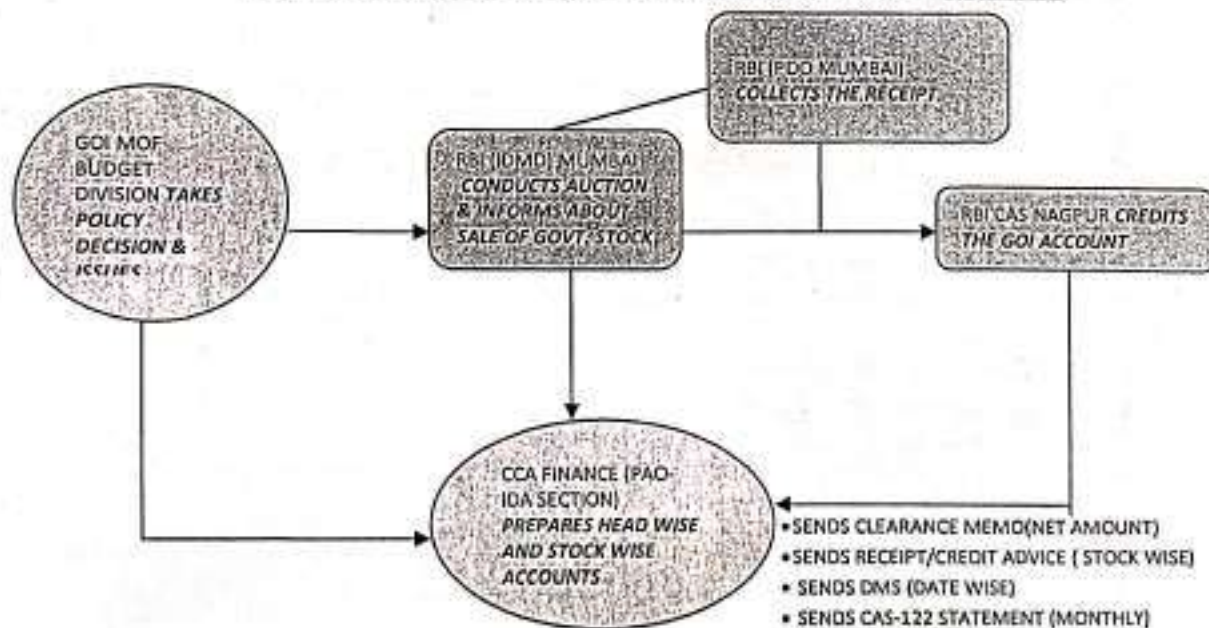 RBI (PDO MUMBAI)
COLLECTS THE RECEIPT
GOI MOF
BUDGET
DIVISION TAKES
POLICY
DECISION &
ISSUES
RBI (IDMD) MUMBAI
CONDUCTS AUCTION
& INFORMS ABOUT
SALE OF GOVT. STOCK
RBI CAS NAGPUR CREDITS
THE GOI ACCOUNT
CCA FINANCE (PAO-
IDA SECTION)
PREPARES HEAD WISE
AND STOCK WISE
ACCOUNTS
• SENDS CLEARANCE MEMO(NET AMOUNT)
• SENDS RECEIPT/CREDIT ADVICE ( STOCK WISE)
• SENDS DMS (DATE WISE)
• SENDS CAS-122 STATEMENT (MONTHLY)